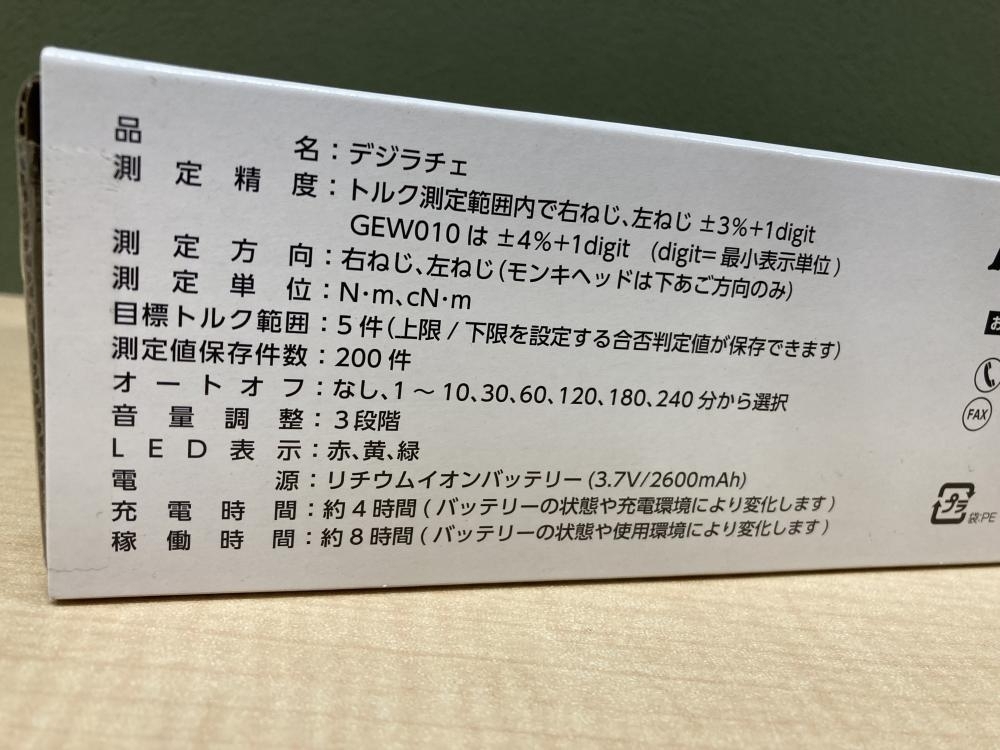 品名：デジラチェ
測定精度：トルク測定範囲内で右ねじ、左ねじ ±3%+1digit
GEW010 は ±4%+1digit (digit= 最小表示単位)
測定方向：右ねじ、左ねじ (モンキヘッドは下あご方向のみ)
測定単位：N・m、cN・m
目標トルク範囲：5 件 (上限 / 下限を設定する合否判定値が保存できます)
測定値保存件数：200 件
オートオフ：なし、1 ～ 10、30、60、120、180、240 分から選択
音量調整：3 段階
LED表示：赤、黄、緑
電源：リチウムイオンバッテリー (3.7V/2600mAh)
充電時間：約 4 時間 (バッテリーの状態や充電環境により変化します)
稼働時間：約 8 時間 (バッテリーの状態や使用環境により変化します)
お
FAX
プラ
袋:PE